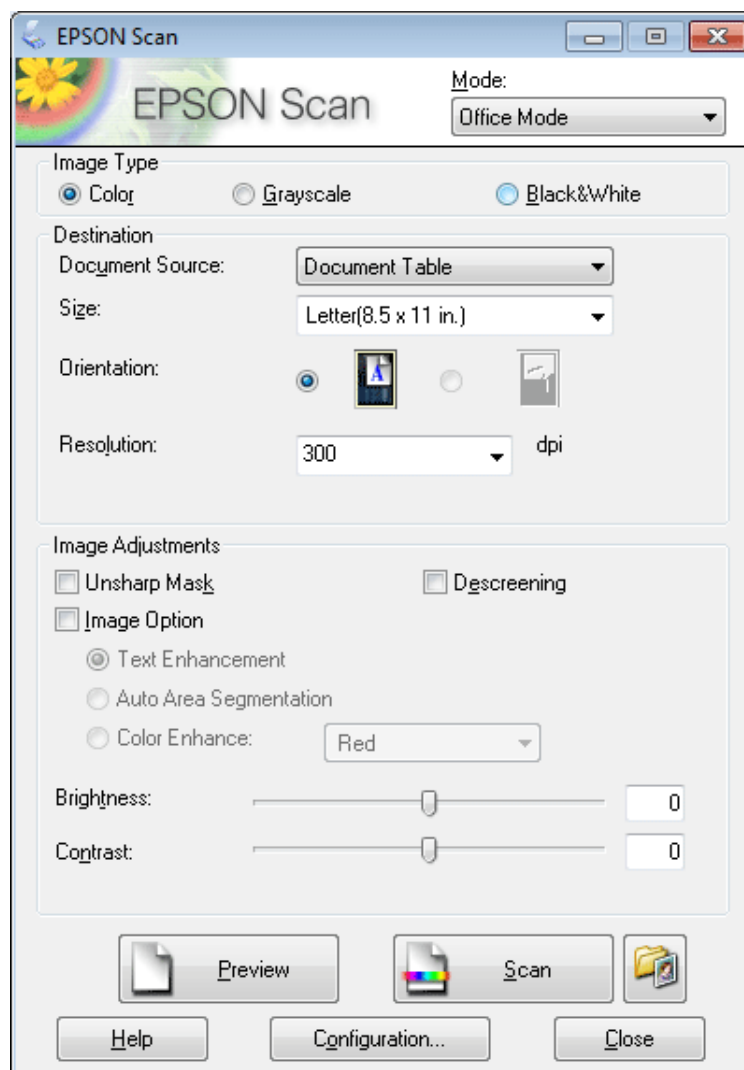 EPSON Scan
EPSON Scan
Mode:
Office Mode
Image Type
Color Grayscale Black&White
Destination
Document Source: Document Table
Size: Letter(8.5 x 11 in.)
Orientation: A
Resolution: 300 dpi
Image Adjustments
Unsharp Mask Descreening
Image Option
Text Enhancement
Auto Area Segmentation
Color Enhance: Red
Brightness: 0
Contrast: 0
Preview Scan
Help Configuration... Close